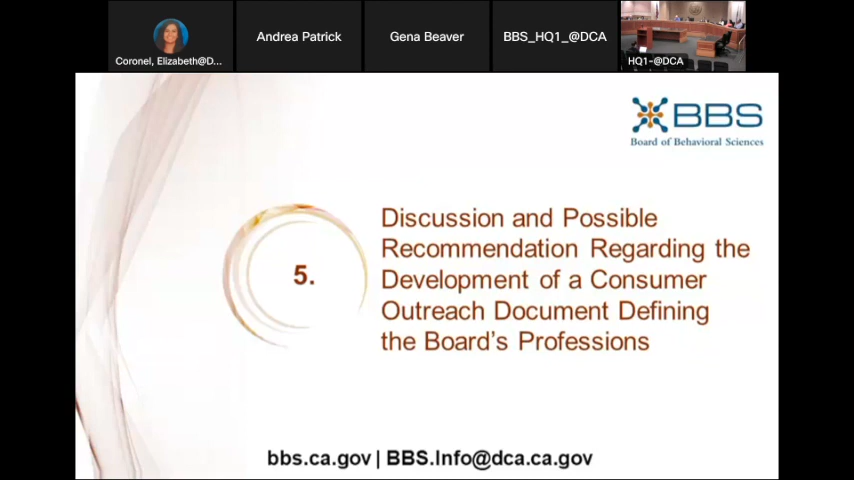 Coronel, Elizabeth@D...
Andrea Patrick
Gena Beaver
BBS_HQ1_@DCA
HQ1-@DCA
BBS
Board of Behavioral Sciences
5.
Discussion and Possible
Recommendation Regarding the
Development of a Consumer
Outreach Document Defining
the Board's Professions
bbs.ca.gov | BBS.Info@dca.ca.gov